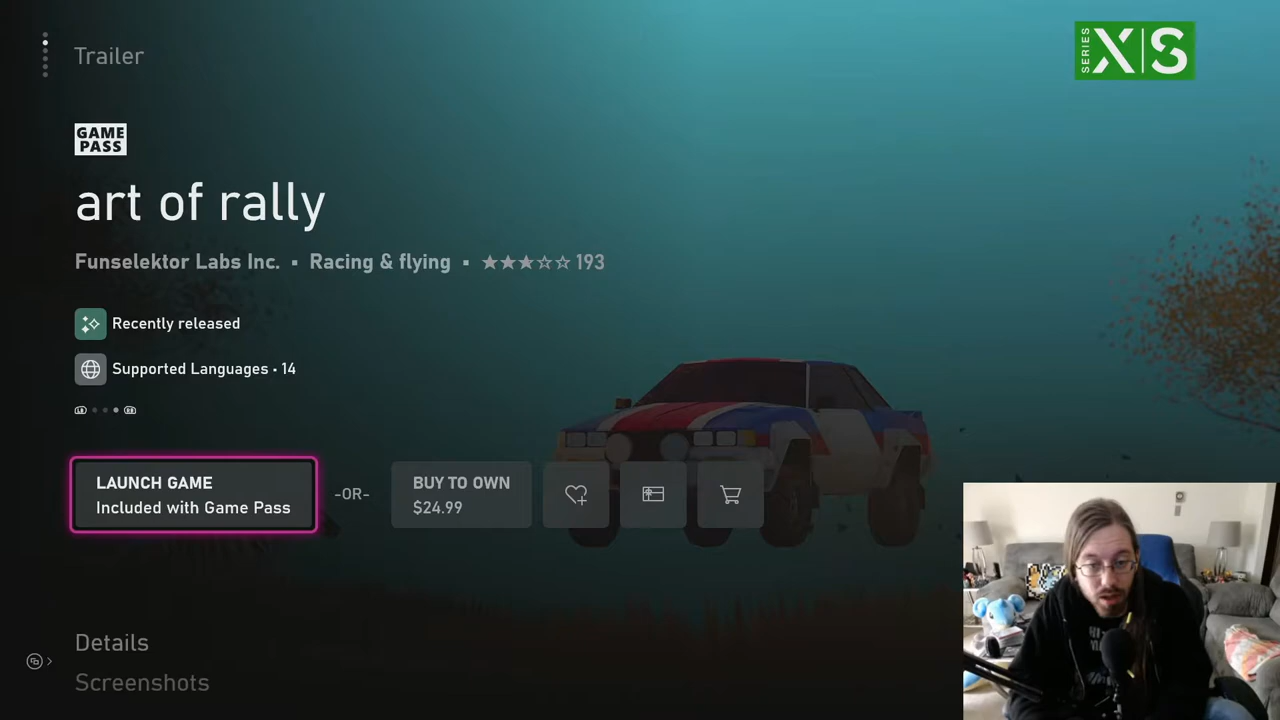 Trailer
SERIES X|S
GAME
PASS
art of rally
Funselektor Labs Inc. ▪ Racing & flying ▪ ★★★☆☆ 193
Recently released
Supported Languages • 14
LAUNCH GAME
Included with Game Pass
-OR-
BUY TO OWN
$24.99
Details
Screenshots